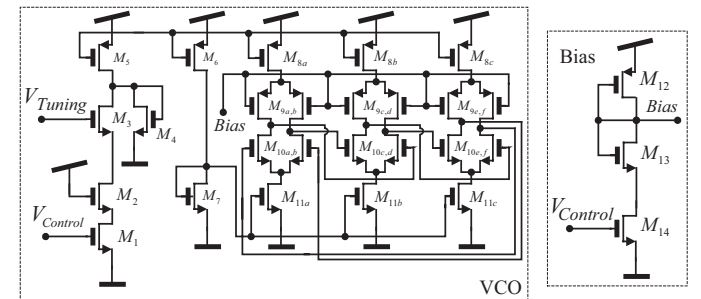 M5
M6
M8a
M8b
M8c
VTuning
M3
M4
Bias
M9a,b
M9c,d
M9e,f
M10a,b
M10c,d
M10e,f
M2
M7
M11a
M11b
M11c
VControl
M1
VCO
Bias
M12
Bias
M13
VControl
M14